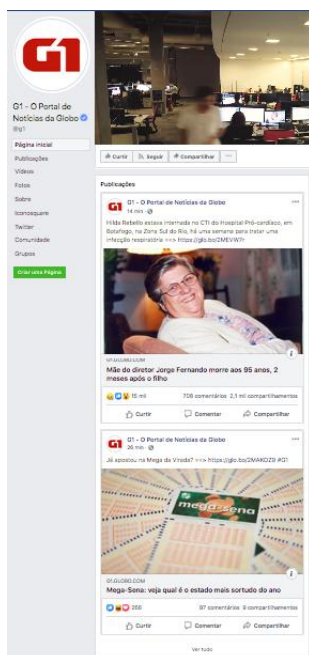 G1
G1 - O Portal de
Notícias da Globo
@g1
Página inicial
Publicações
Vídeos
Fotos
Sobre
Iconosquare
Twitter
Comunidade
Grupos
Criar uma Página
Curtir
Seguir
Compartilhar
Publicações
G1
G1 - O Portal de Notícias da Globo
14 min
Hilda Rebello estava internada no CTI do Hospital Pró-cardíaco, em
Botafogo, na Zona Sul do Rio, há uma semana para tratar uma
infecção respiratória ==>
G1.GLOBO.COM
Mãe do diretor Jorge Fernando morre aos 95 anos, 2
meses após o filho
15 mil
708 comentários 2,1 mil compartilhamentos
Curtir
Comentar
Compartilhar
G1
G1 - O Portal de Notícias da Globo
26 min
Já apostou na Mega da Virada? ==> https://glo.bo/2MAKDZ9 #G1
mega-sena
G1.GLOBO.COM
Mega-Sena: veja qual é o estado mais sortudo do ano
97 comentários 9 compartilhamentos
Curtir
Comentar
Compartilhar
Ver tudo